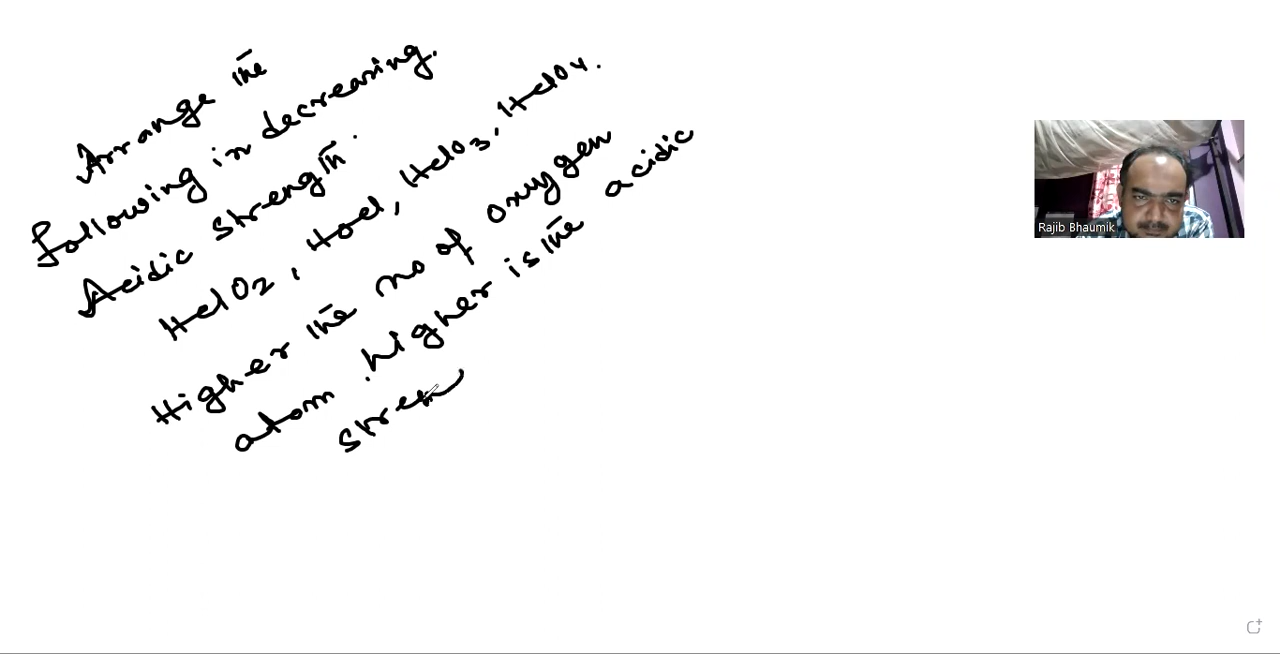 Arrange the
following in decreasing.
Acidic strength.
HClO2, HOCl, HClO3, HClO4.
Higher the no of oxygen
atom. higher is the acidic
stren
Rajib Bhaumik